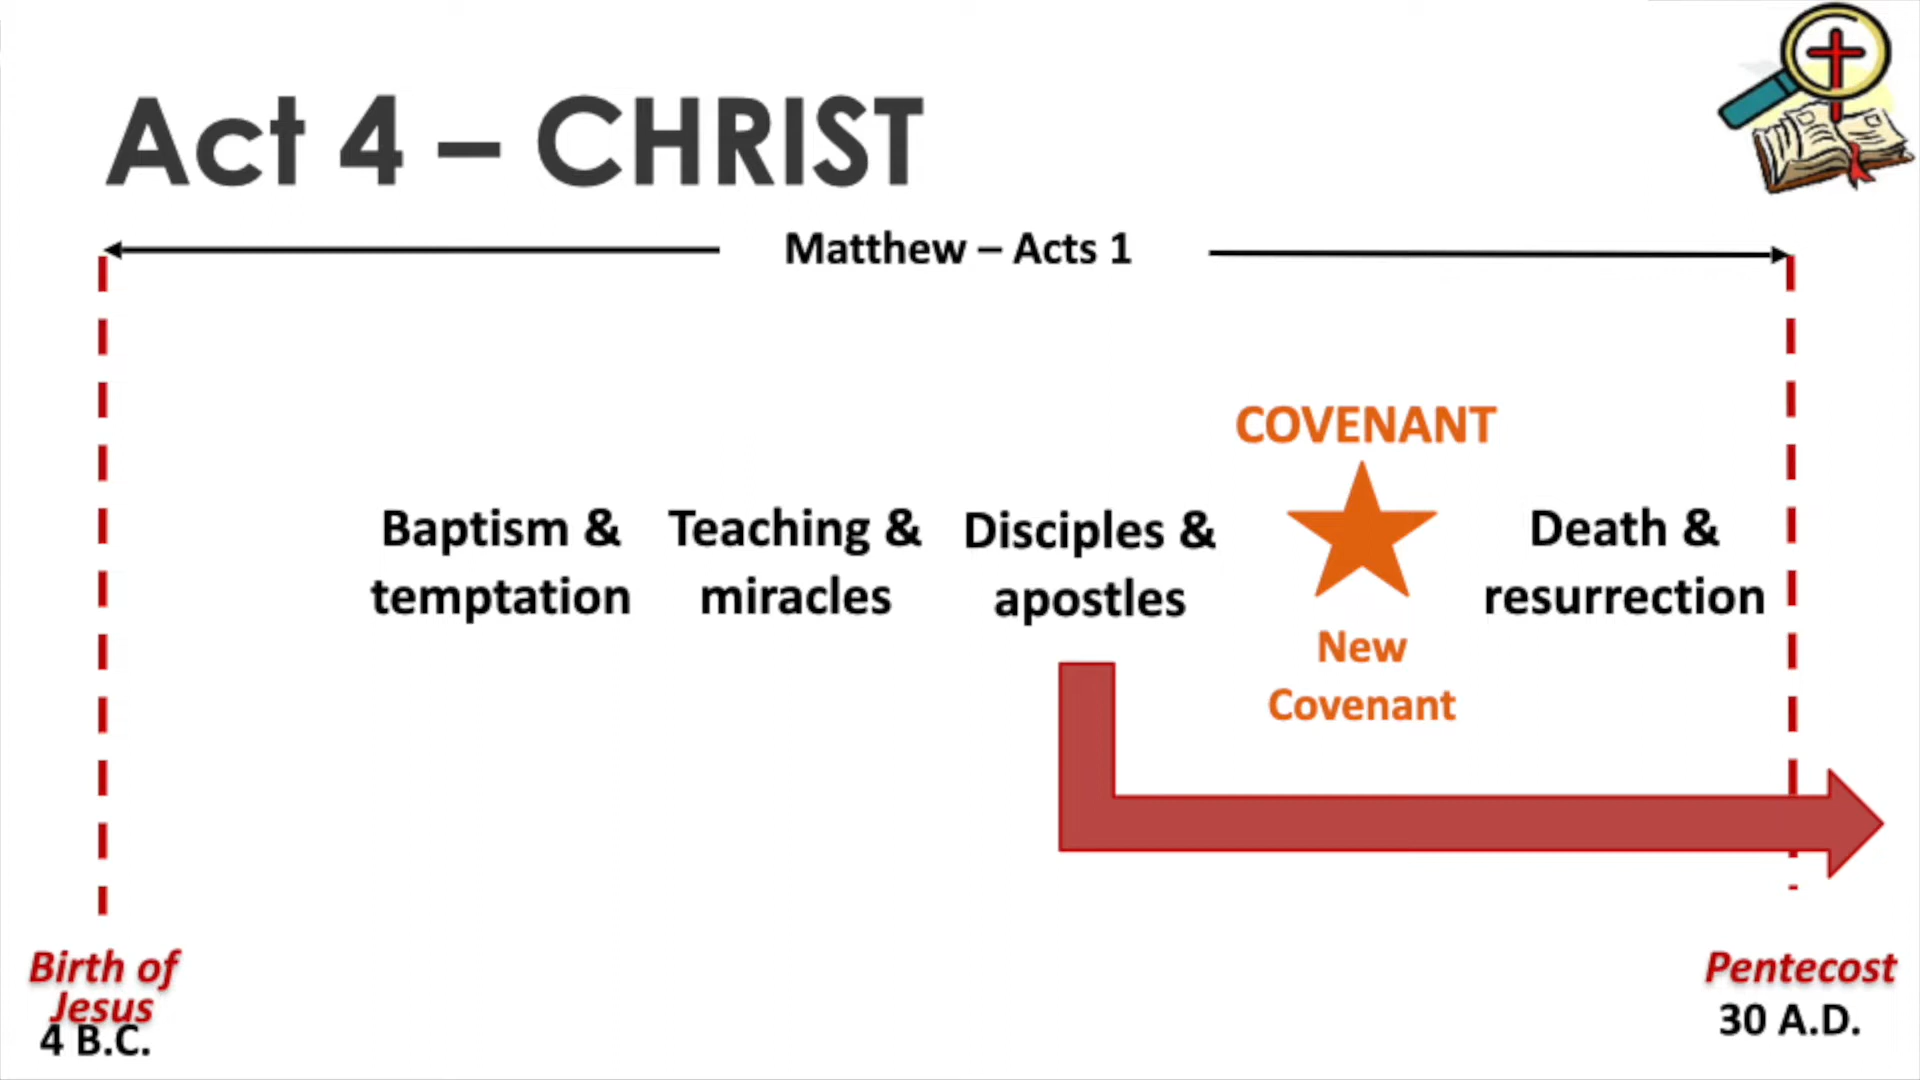 Act 4 – CHRIST
Matthew – Acts 1
COVENANT
Baptism &
temptation
Teaching &
miracles
Disciples &
apostles
New
Covenant
Death &
resurrection
Birth of
Jesus
4 B.C.
Pentecost
30 A.D.